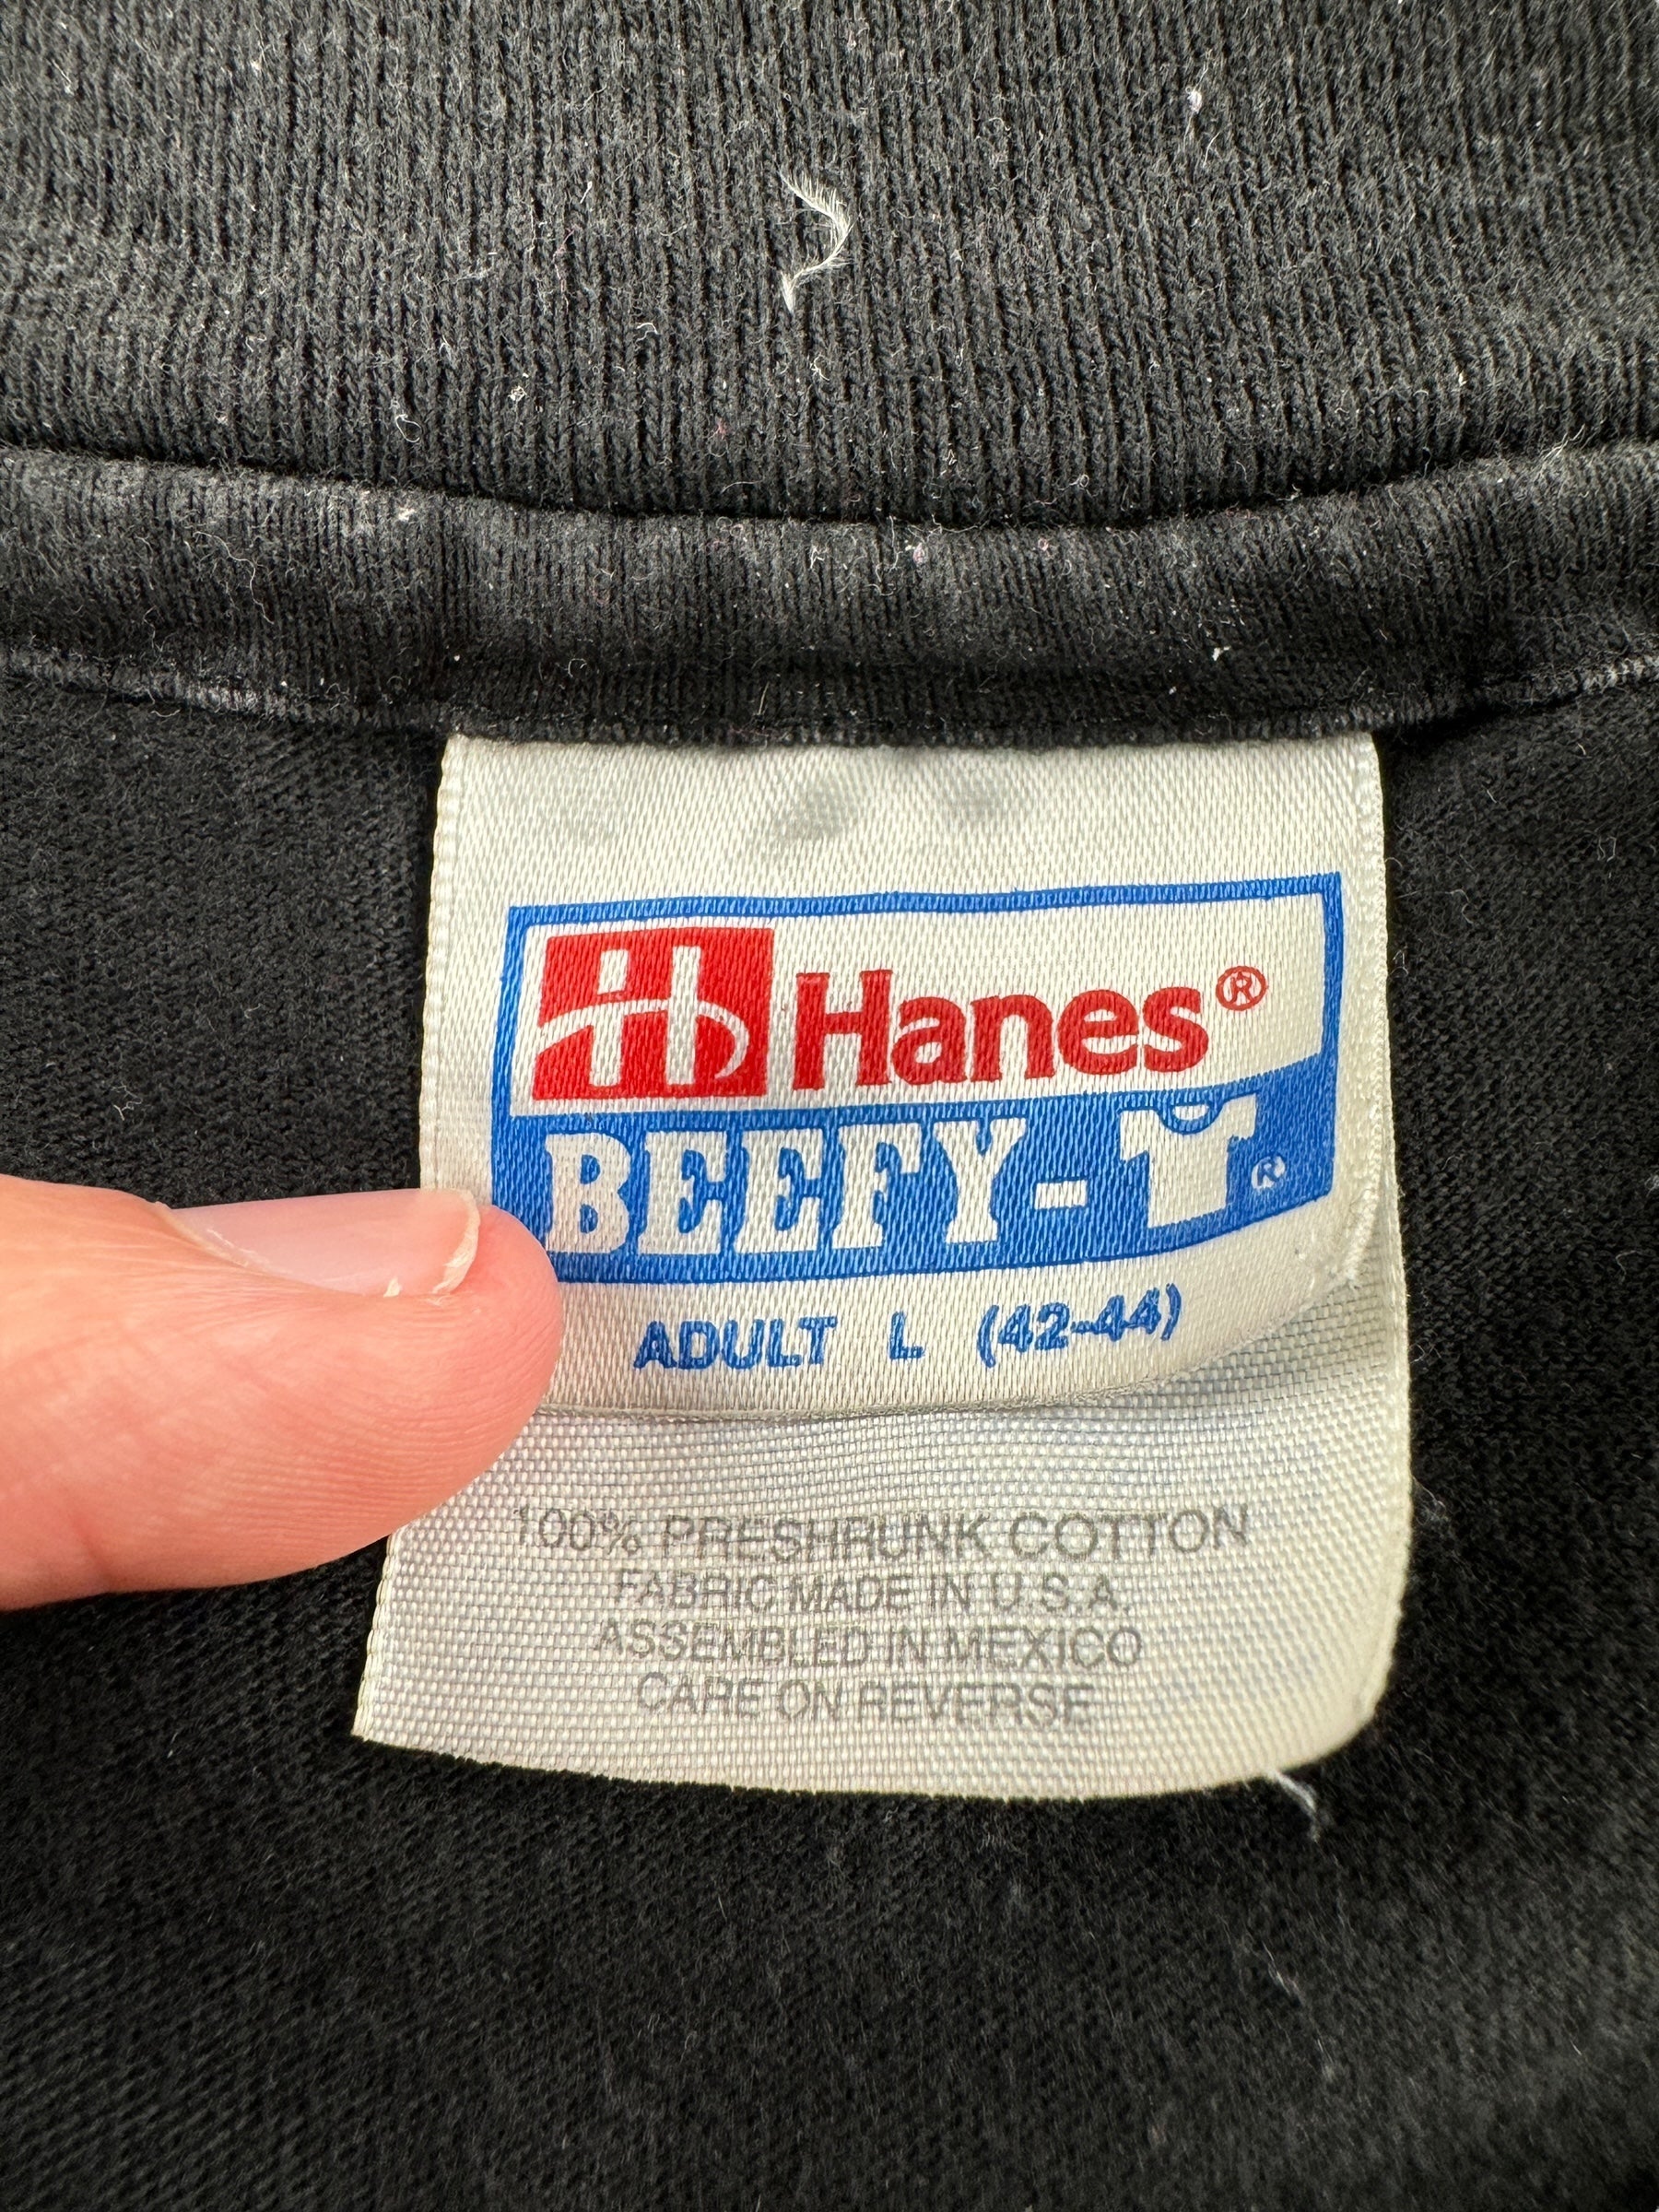 Hanes®
BEEFY-T®
ADULT L (42-44)
100% PRESHRUNK COTTON
FABRIC MADE IN U.S.A.
ASSEMBLED IN MEXICO
CARE ON REVERSE